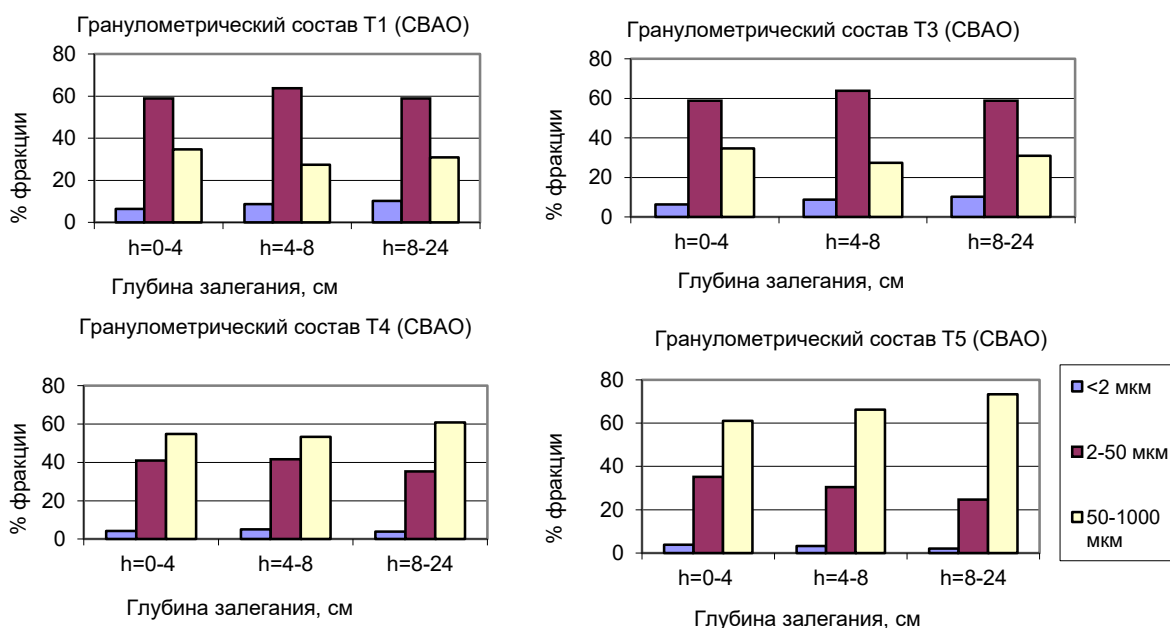 Гранулометрический состав Т1 (СВАО)
80
60
40
20
0
% фракции
h=0-4 h=4-8 h=8-24
Глубина залегания, см
Гранулометрический состав Т3 (СВАО)
80
60
40
20
0
% фракции
h=0-4 h=4-8 h=8-24
Глубина залегания, см
Гранулометрический состав Т4 (СВАО)
80
60
40
20
0
% фракции
h=0-4 h=4-8 h=8-24
Глубина залегания, см
Гранулометрический состав Т5 (СВАО)
80
60
40
20
0
% фракции
h=0-4 h=4-8 h=8-24
Глубина залегания, см
<2 мкм
2-50 мкм
50-1000
мкм